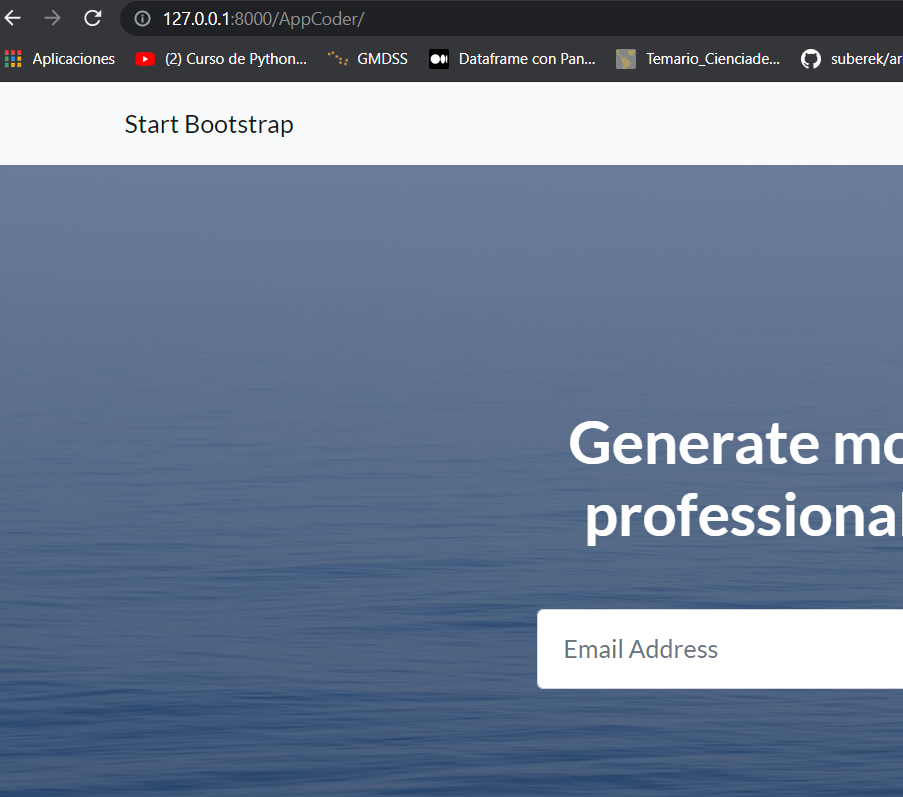 127.0.0.1:8000/AppCoder/
Aplicaciones (2) Curso de Python... GMDSS Dataframe con Pan... Temario_Cienciade... suberek/ar
Start Bootstrap
Generate mo
professional
Email Address